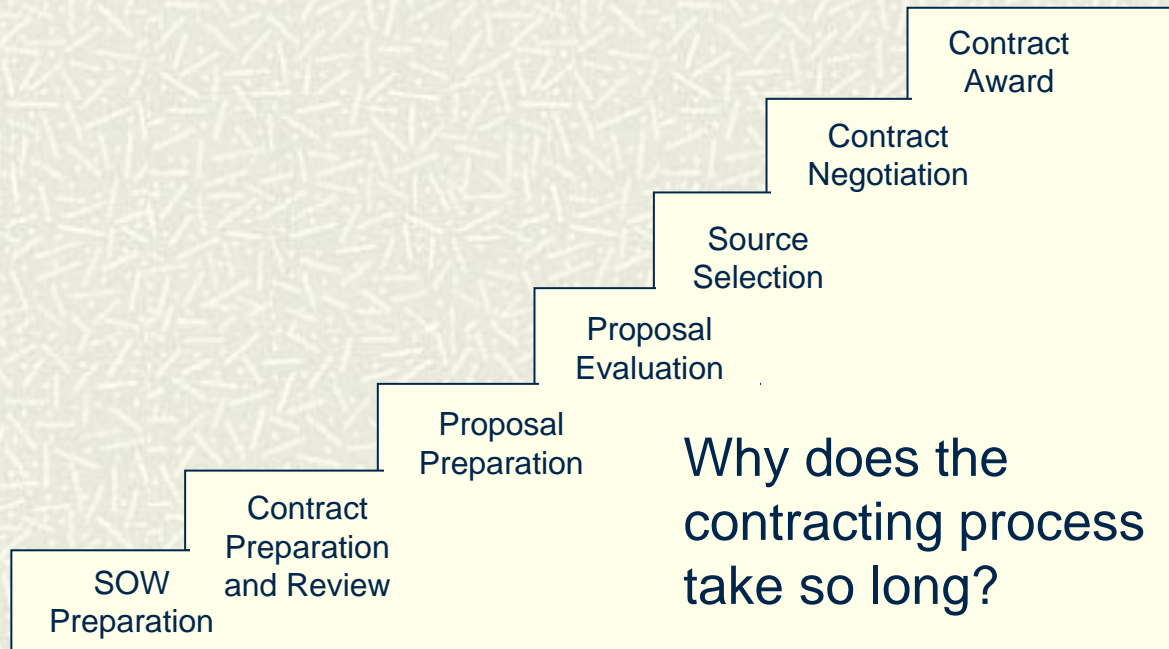 Contract
Award
Contract
Negotiation
Source
Selection
Proposal
Evaluation
Proposal
Preparation
Contract
Preparation
and Review
SOW
Preparation
Why does the
contracting process
take so long?